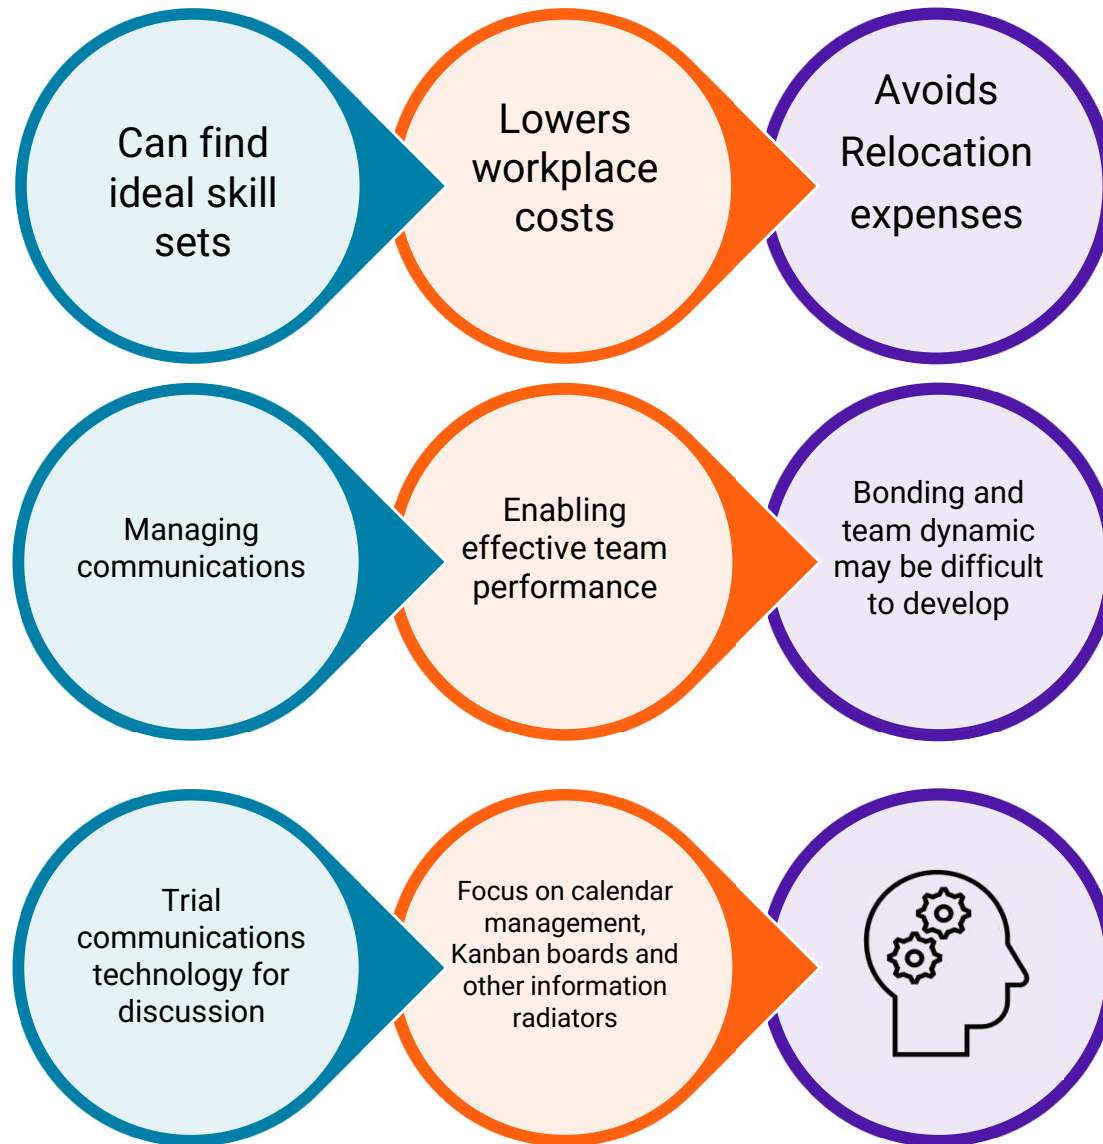 Can find
ideal skill
sets
Lowers
workplace
costs
Avoids
Relocation
expenses
Managing
communications
Enabling
effective team
performance
Bonding and
team dynamic
may be difficult
to develop
Trial
communications
technology for
discussion
Focus on calendar
management,
Kanban boards and
other information
radiators